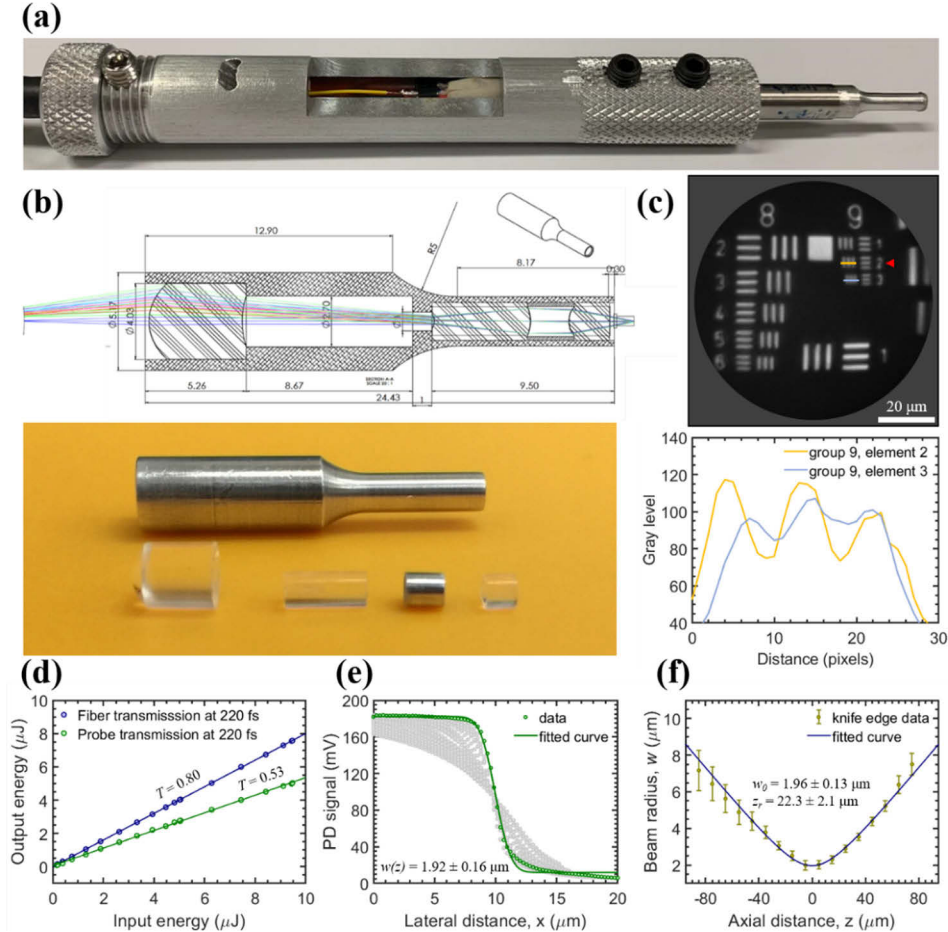 (a)
(b)
12.90
R5
8.17
0.30
Ø5.17
Ø4.03
Ø2.70
5.26
8.67
9.50
24.43
1
SECTION A-A
(c)
8
9
2
3
4
5
6
1
2
3
1
20 μm
140
120
100
80
60
40
Gray level
group 9, element 2
group 9, element 3
0
10
20
30
Distance (pixels)
(d)
10
8
6
4
2
0
Output energy (μJ)
Fiber transmisssion at 220 fs
Probe transmission at 220 fs
T = 0.80
T = 0.53
0
2
4
6
8
10
Input energy (μJ)
(e)
200
160
120
80
40
0
PD signal (mV)
data
fitted curve
w(z) = 1.92 ± 0.16 μm
0
5
10
15
20
Lateral distance, x (μm)
(f)
10
8
6
4
2
Beam radius, w (μm)
knife edge data
fitted curve
w0 = 1.96 ± 0.13 μm
zr = 22.3 ± 2.1 μm
-80
-40
0
40
80
Axial distance, z (μm)